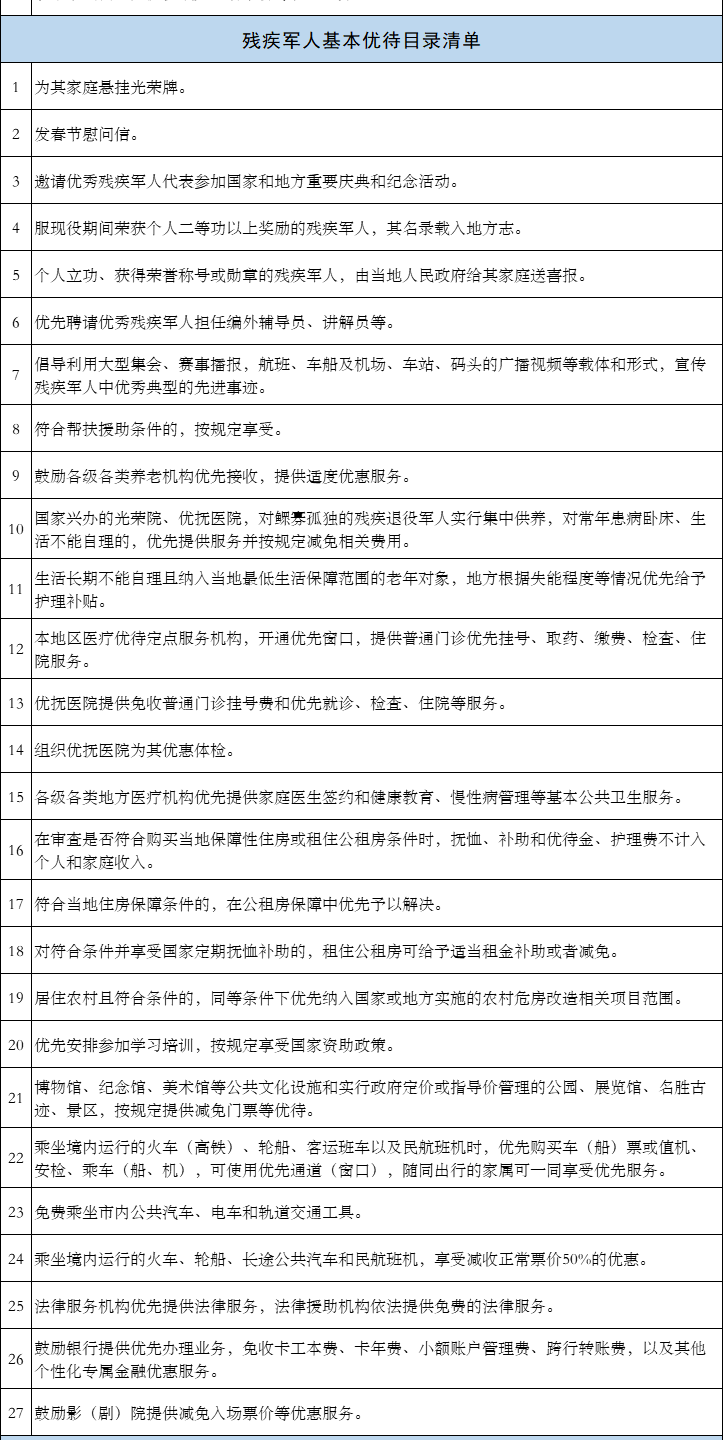 残疾军人基本优待目录清单
1 为其家庭悬挂光荣牌。
2 发春节慰问信。
3 邀请优秀残疾军人代表参加国家和地方重要庆典和纪念活动。
4 服现役期间荣获个人二等功以上奖励的残疾军人，其名录载入地方志。
5 个人立功、获得荣誉称号或勋章的残疾军人，由当地人民政府给其家庭送喜报。
6 优先聘请优秀残疾军人担任编外辅导员、讲解员等。
7 倡导利用大型集会、赛事播报，航班、车船及机场、车站、码头的广播视频等载体和形式，宣传
残疾军人中优秀典型的先进事迹。
8 符合帮扶援助条件的，按规定享受。
9 鼓励各级各类养老机构优先接收，提供适度优惠服务。
10 国家兴办的光荣院、优抚医院，对鳏寡孤独的残疾退役军人实行集中供养，对常年患病卧床、生
活不能自理的，优先提供服务并按规定减免相关费用。
11 生活长期不能自理且纳入当地最低生活保障范围的老年对象，地方根据失能程度等情况优先给予
护理补贴。
12 本地区医疗优待定点服务机构，开通优先窗口，提供普通门诊优先挂号、取药、缴费、检查、住
院服务。
13 优抚医院提供免收普通门诊挂号费和优先就诊、检查、住院等服务。
14 组织优抚医院为其优惠体检。
15 各级各类地方医疗机构优先提供家庭医生签约和健康教育、慢性病管理等基本公共卫生服务。
16 在审查是否符合购买当地保障性住房或租住公租房条件时，抚恤、补助和优待金、护理费不计入
个人和家庭收入。
17 符合当地住房保障条件的，在公租房保障中优先予以解决。
18 对符合条件并享受国家定期抚恤补助的，租住公租房可给予适当租金补助或者减免。
19 居住农村且符合条件的，同等条件下优先纳入国家或地方实施的农村危房改造相关项目范围。
20 优先安排参加学习培训，按规定享受国家资助政策。
21 博物馆、纪念馆、美术馆等公共文化设施和实行政府定价或指导价管理的公园、展览馆、名胜古
迹、景区，按规定提供减免门票等优待。
22 乘坐境内运行的火车（高铁）、轮船、客运班车以及民航班机时，优先购买车（船）票或值机、
安检、乘车（船、机），可使用优先通道（窗口），随同出行的家属可一同享受优先服务。
23 免费乘坐市内公共汽车、电车和轨道交通工具。
24 乘坐境内运行的火车、轮船、长途公共汽车和民航班机，享受减收正常票价50%的优惠。
25 法律服务机构优先提供法律服务，法律援助机构依法提供免费的法律服务。
26 鼓励银行提供优先办理业务，免收卡工本费、卡年费、小额账户管理费、跨行转账费，以及其他
个性化专属金融优惠服务。
27 鼓励影（剧）院提供减免入场票价等优惠服务。